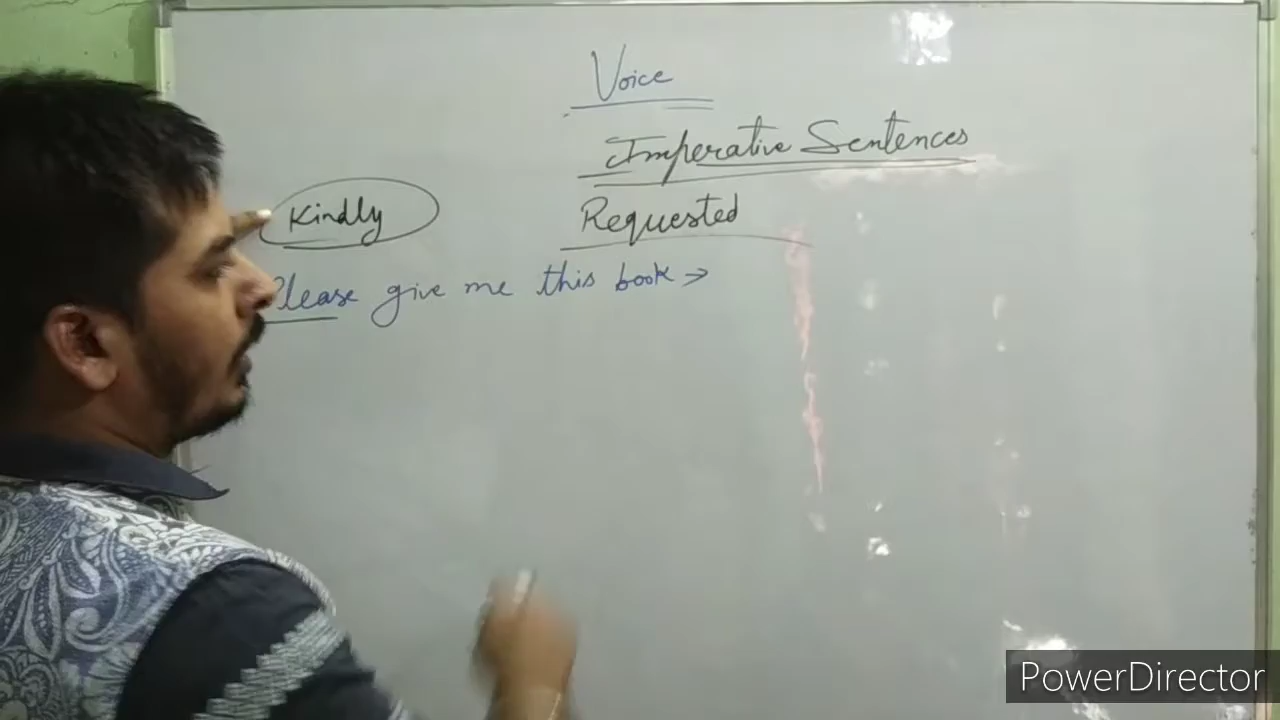 Voice
Imperative Sentences
Kindly
Requested
Please give me this book →
PowerDirector